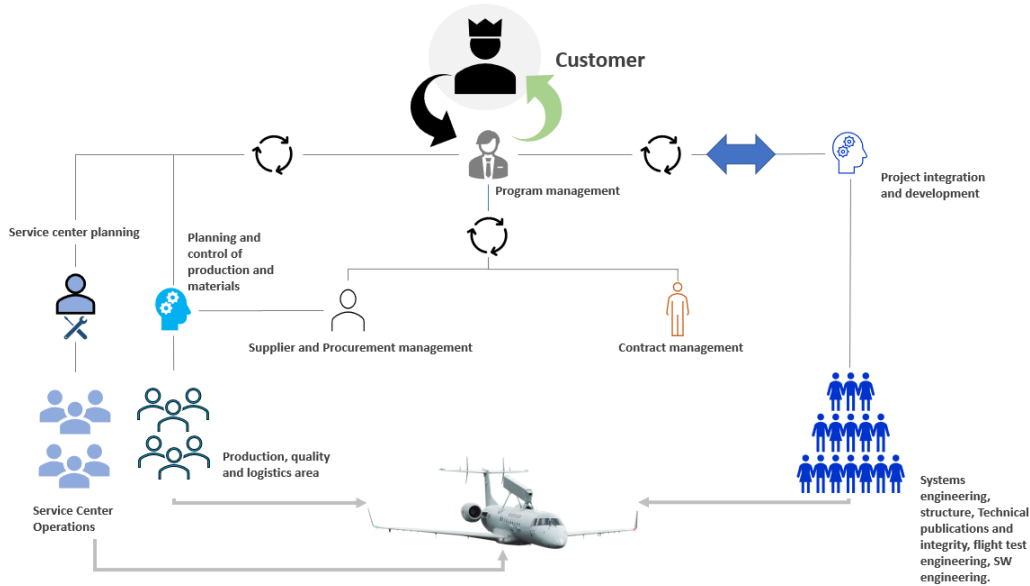 Customer
Program management
Project integration
and development
Service center planning
Planning and
control of
production and
materials
Supplier and Procurement management
Contract management
Production, quality
and logistics area
Service Center
Operations
Systems
engineering,
structure, Technical
publications and
integrity, flight test
engineering, SW
engineering.